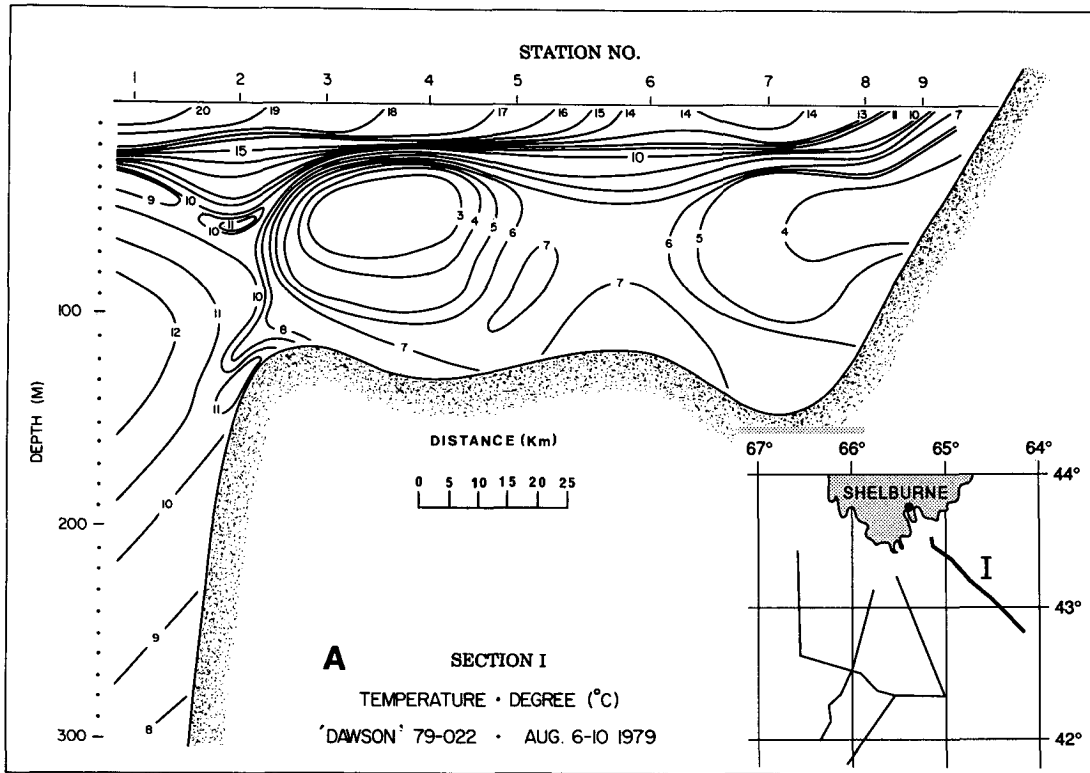 STATION NO.
1 2 3 4 5 6 7 8 9
20 19 18 17 16 15 14 14 14 13 11 10 7
15 10
9 10 10 11
3 4 5 6 7
6 5 4
7
10 11 12
8 7
11
10
9
8
100
200
300
DEPTH (M)
DISTANCE (Km)
0 5 10 15 20 25
67° 66° 65° 64°
44°
SHELBURNE
I
43°
42°
A SECTION I
TEMPERATURE · DEGREE (°C)
'DAWSON' 79-022 · AUG. 6-10 1979